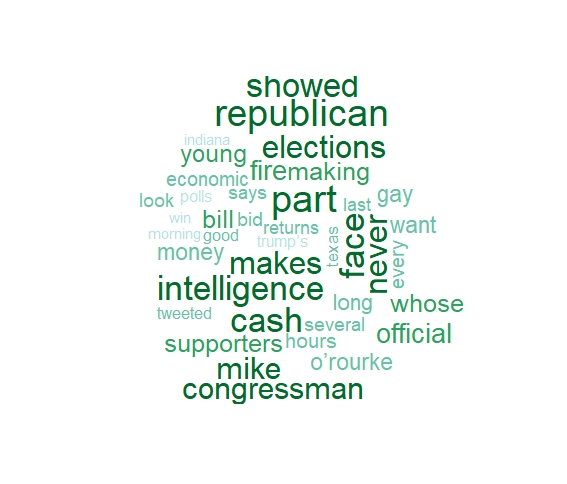 showed
republican
indiana
young elections
fire making
economic
look polls says part last gay
win bill bid returns texas face never want
morning good trump's every
money makes
intelligence long whose
tweeted cash several official
supporters hours
mike o’rourke
congressman